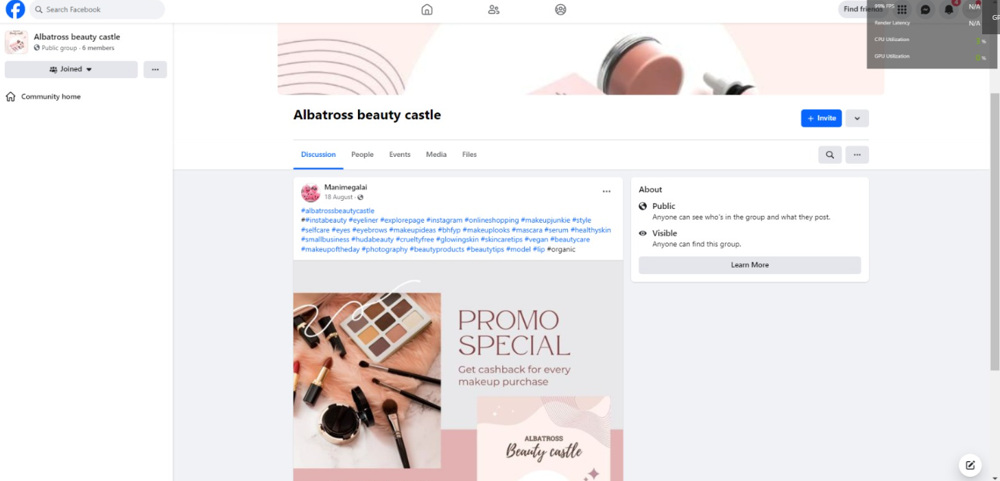 Search Facebook
Find friends
4
99% FPS N/A
Render Latency N/A
CPU Utilization 3 %
GPU Utilization 0 %
Albatross beauty castle
Public group · 6 members
Joined
Community home
Albatross beauty castle
+ Invite
Discussion People Events Media Files
Manimegalai
18 August ·
#albatrossbeautycastle
##instabeauty #eyeliner #explorepage #instagram #onlineshopping #makeupjunkie #style
#selfcare #eyes #eyebrows #makeupideas #bhfyp #makeuplooks #mascara #serum #healthyskin
#smallbusiness #hudabeauty #crueltyfree #glowingskin #skincaretips #vegan #beautycare
#makeupoftheday #photography #beautyproducts #beautytips #model #lip #organic
PROMO
SPECIAL
Get cashback for every
makeup purchase
ALBATROSS
Beauty castle
About
Public
Anyone can see who's in the group and what they post.
Visible
Anyone can find this group.
Learn More